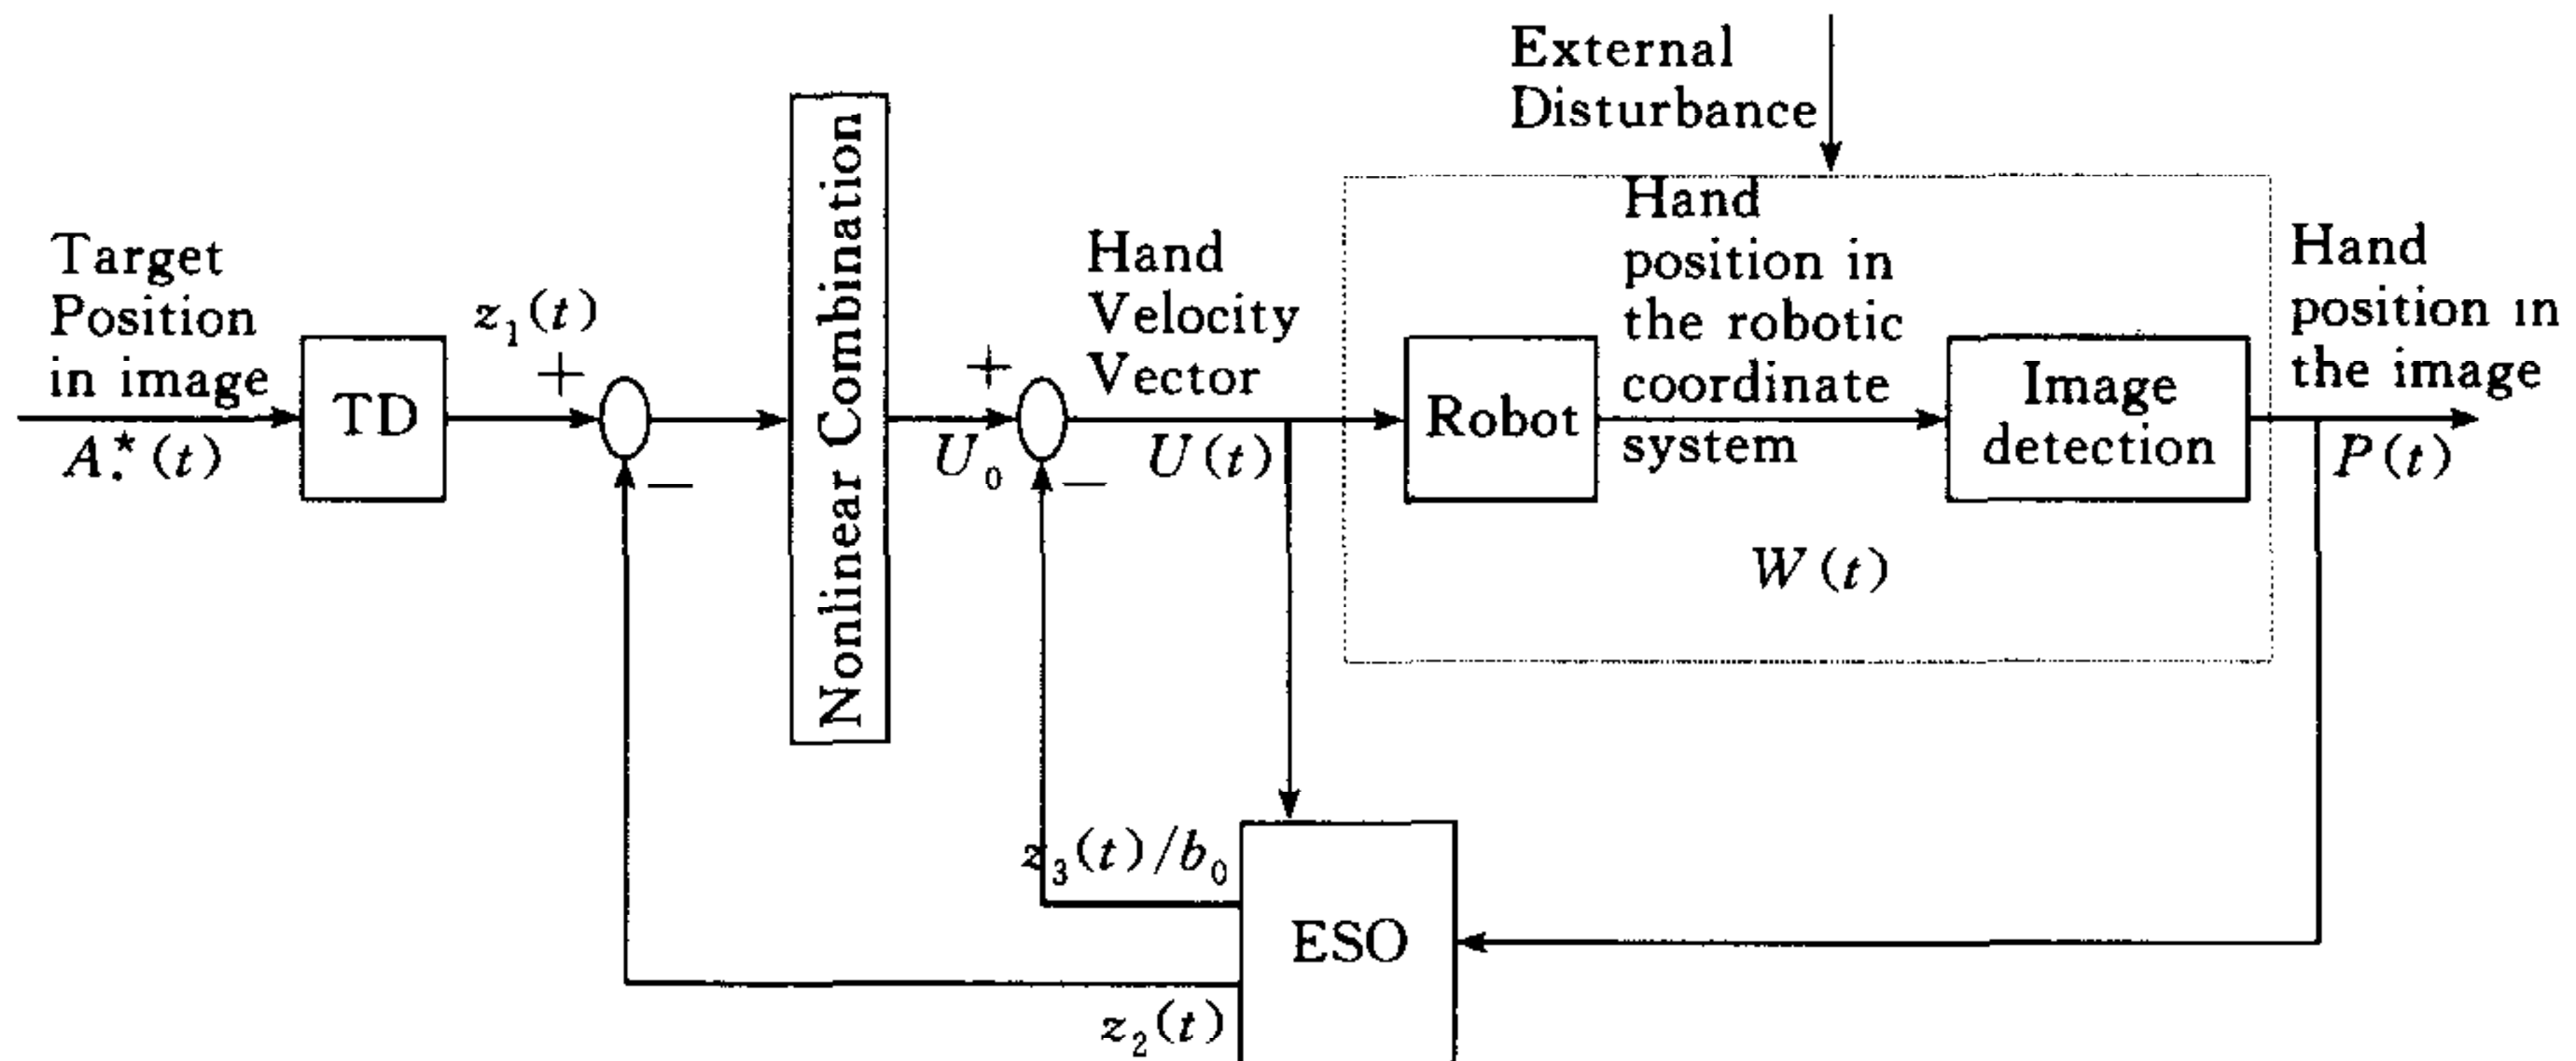 External
Disturbance
Target
Position
in image
A*(t)
TD
z₁(t)
+
−
Nonlinear Combination
+
U₀
−
Hand
Velocity
Vector
U(t)
Robot
Hand
position in
the robotic
coordinate
system
Image
detection
W(t)
Hand
position in
the image
P(t)
z₃(t)/b₀
ESO
z₂(t)